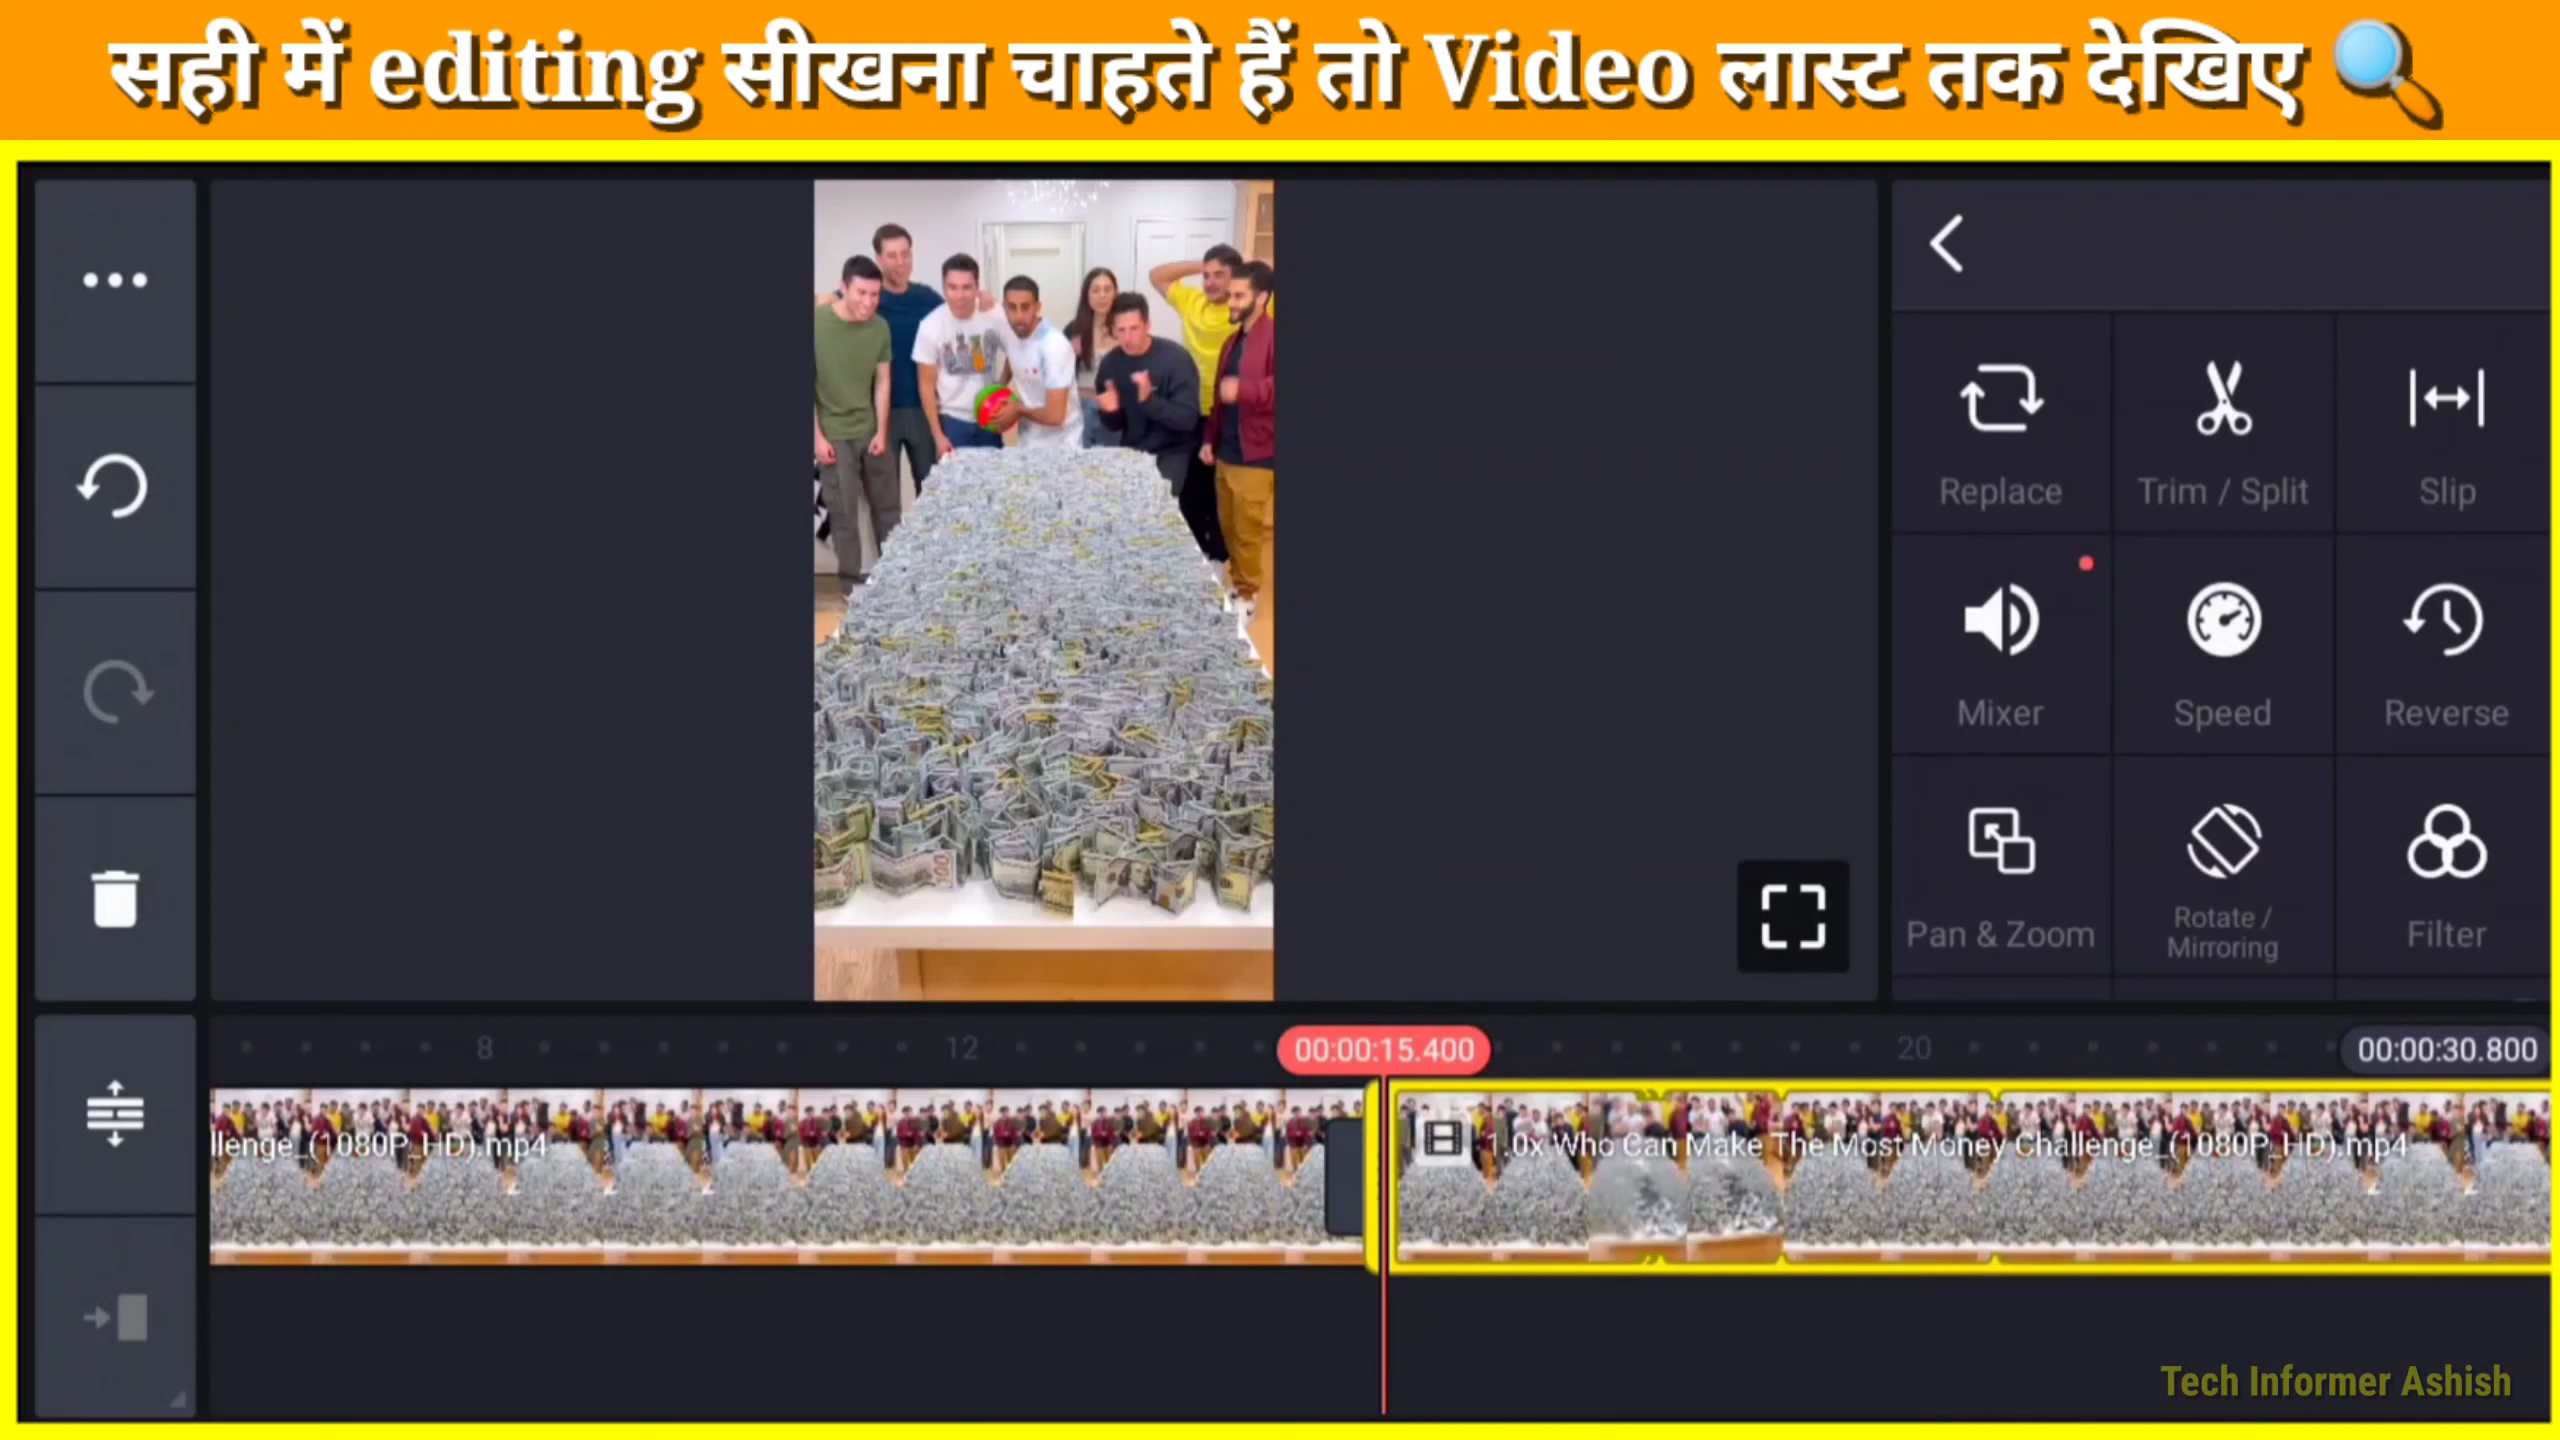 सही में editing सीखना चाहते हैं तो Video लास्ट तक देखिए
Replace
Trim / Split
Slip
Mixer
Speed
Reverse
Pan & Zoom
Rotate /
Mirroring
Filter
8
12
00:00:15.400
20
00:00:30.800
llenge_(1080P_HD).mp4
1.0x Who Can Make The Most Money Challenge_(1080P_HD).mp4
Tech Informer Ashish